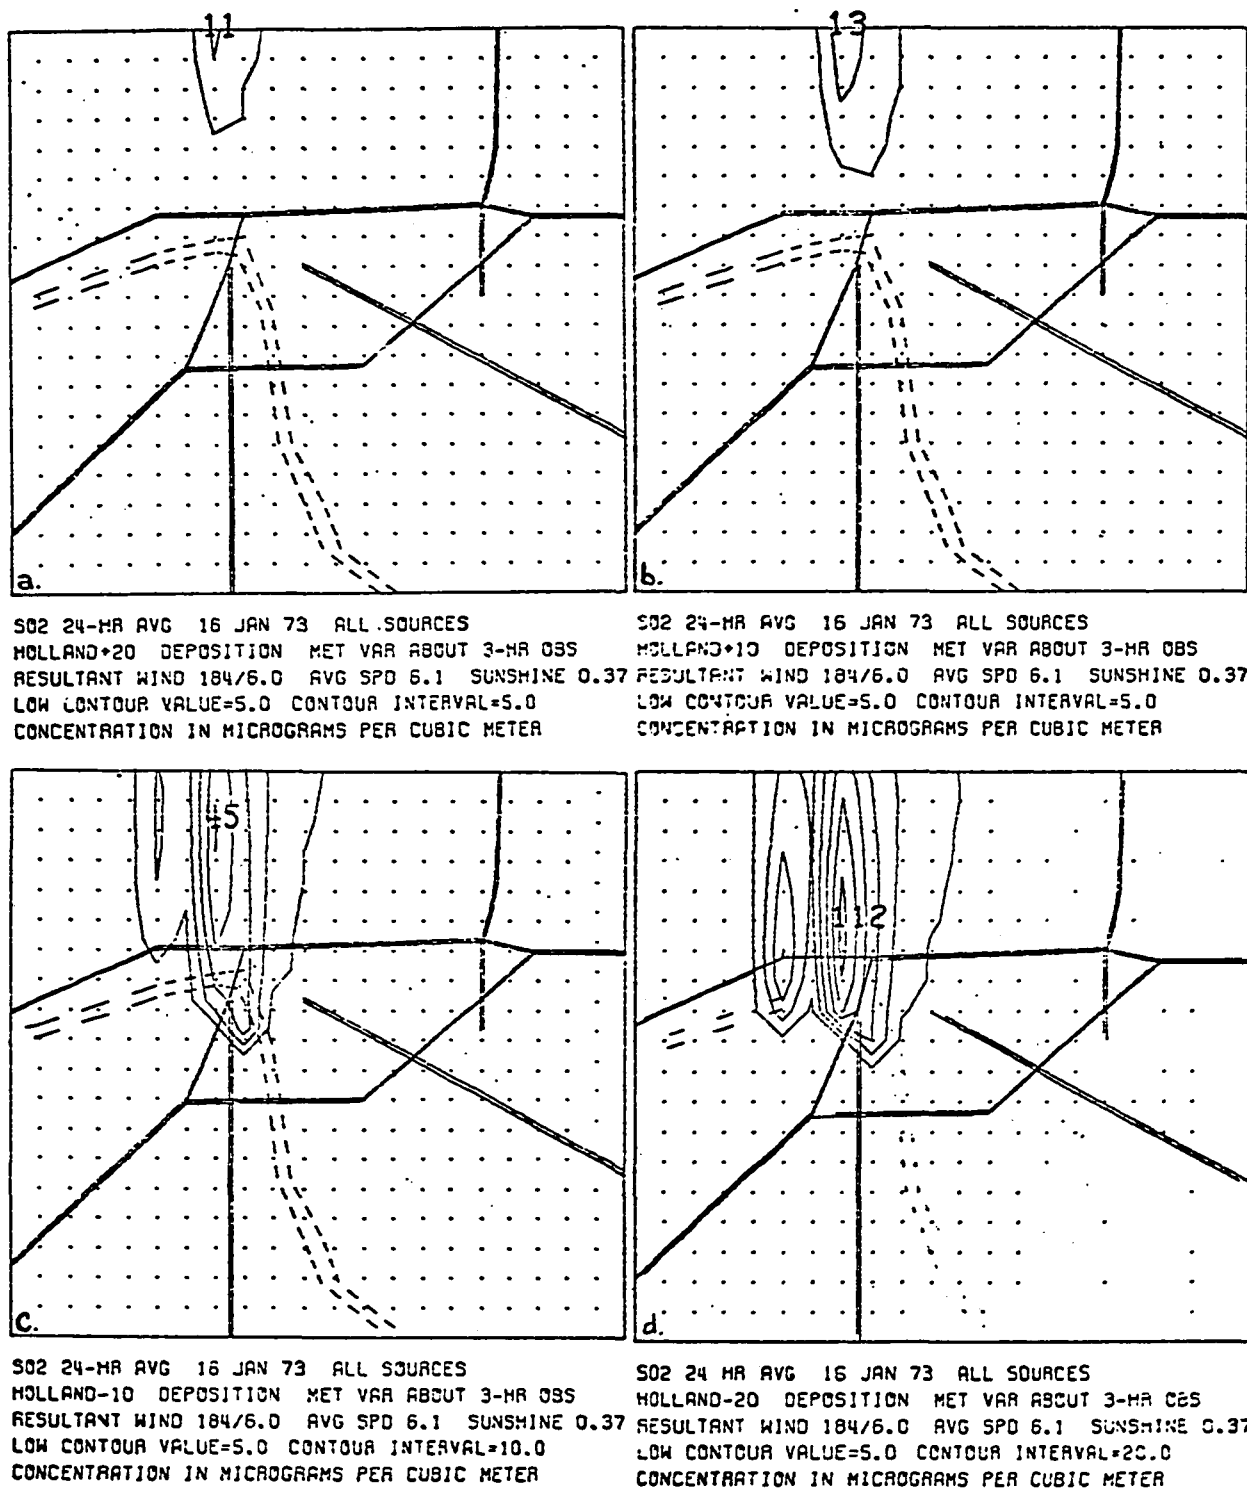 11
13
a.
b.
SO2 24-HR AVG 16 JAN 73 ALL SOURCES
HOLLAND+20 DEPOSITION MET VAR ABOUT 3-HR OBS
RESULTANT WIND 184/6.0 AVG SPD 6.1 SUNSHINE 0.37
LOW CONTOUR VALUE=5.0 CONTOUR INTERVAL=5.0
CONCENTRATION IN MICROGRAMS PER CUBIC METER
SO2 24-HR AVG 16 JAN 73 ALL SOURCES
HOLLAND+10 DEPOSITION MET VAR ABOUT 3-HR OBS
RESULTANT WIND 184/6.0 AVG SPD 6.1 SUNSHINE 0.37
LOW CONTOUR VALUE=5.0 CONTOUR INTERVAL=5.0
CONCENTRATION IN MICROGRAMS PER CUBIC METER
112
c.
d.
SO2 24-HR AVG 16 JAN 73 ALL SOURCES
HOLLAND-10 DEPOSITION MET VAR ABOUT 3-HR OBS
RESULTANT WIND 184/6.0 AVG SPD 6.1 SUNSHINE 0.37
LOW CONTOUR VALUE=5.0 CONTOUR INTERVAL=10.0
CONCENTRATION IN MICROGRAMS PER CUBIC METER
SO2 24 HR AVG 16 JAN 73 ALL SOURCES
HOLLAND-20 DEPOSITION MET VAR ABOUT 3-HR OBS
RESULTANT WIND 184/6.0 AVG SPD 6.1 SUNSHINE 0.37
LOW CONTOUR VALUE=5.0 CONTOUR INTERVAL=20.0
CONCENTRATION IN MICROGRAMS PER CUBIC METER